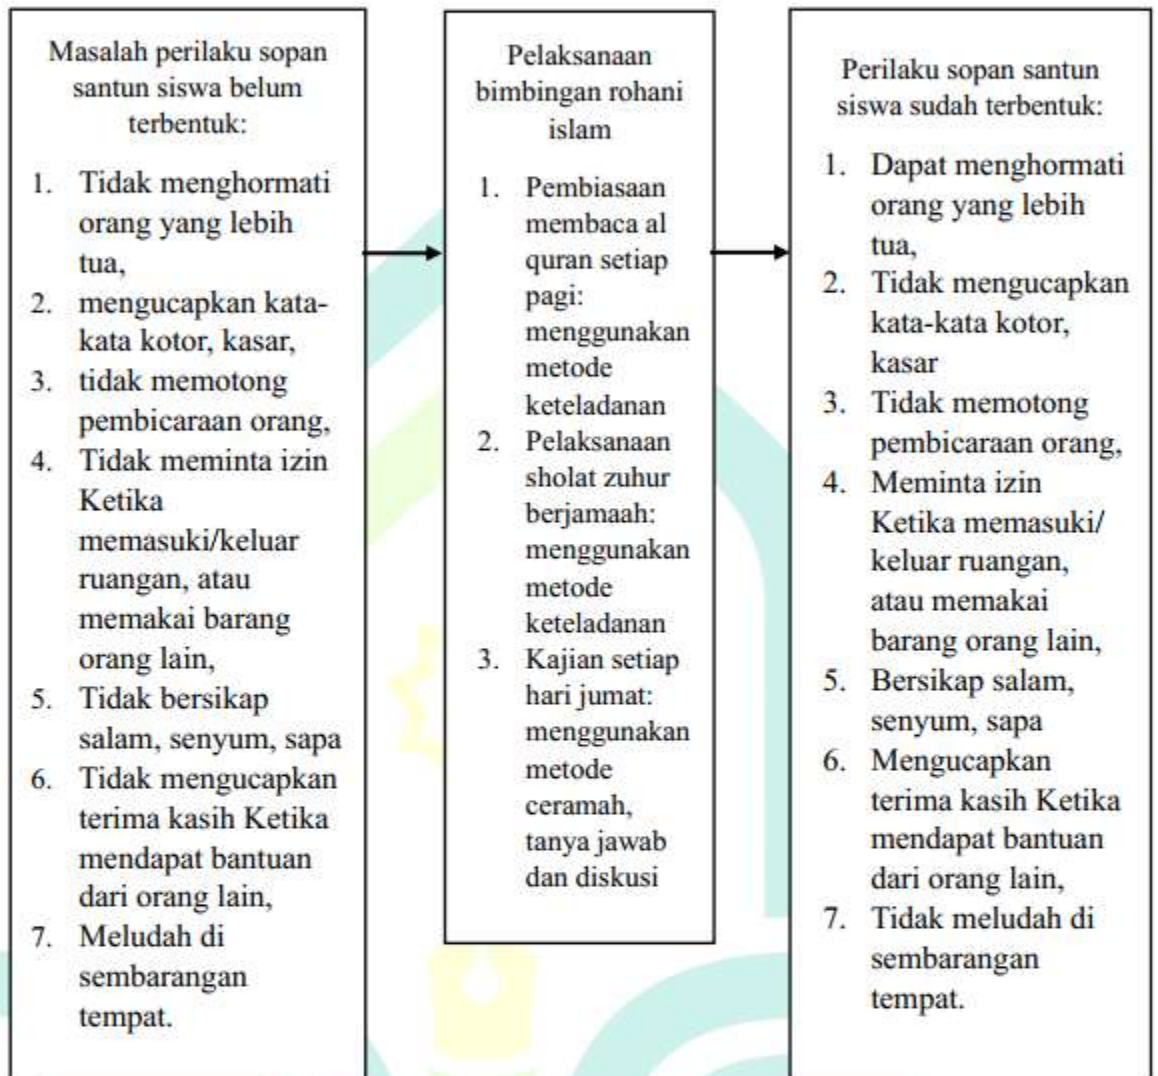 Masalah perilaku sopan
santun siswa belum
terbentuk:
1. Tidak menghormati
orang yang lebih
tua,
2. mengucapkan kata-
kata kotor, kasar,
3. tidak memotong
pembicaraan orang,
4. Tidak meminta izin
Ketika
memasuki/keluar
ruangan, atau
memakai barang
orang lain,
5. Tidak bersikap
salam, senyum, sapa
6. Tidak mengucapkan
terima kasih Ketika
mendapat bantuan
dari orang lain,
7. Meludah di
sembarangan
tempat.
Pelaksanaan
bimbingan rohani
islam
1. Pembiasaan
membaca al
quran setiap
pagi:
menggunakan
metode
keteladanan
2. Pelaksanaan
sholat zuhur
berjamaah:
menggunakan
metode
keteladanan
3. Kajian setiap
hari jumat:
menggunakan
metode
ceramah,
tanya jawab
dan diskusi
Perilaku sopan santun
siswa sudah terbentuk:
1. Dapat menghormati
orang yang lebih
tua,
2. Tidak mengucapkan
kata-kata kotor,
kasar
3. Tidak memotong
pembicaraan orang,
4. Meminta izin
Ketika memasuki/
keluar ruangan,
atau memakai
barang orang lain,
5. Bersikap salam,
senyum, sapa
6. Mengucapkan
terima kasih Ketika
mendapat bantuan
dari orang lain,
7. Tidak meludah di
sembarangan
tempat.